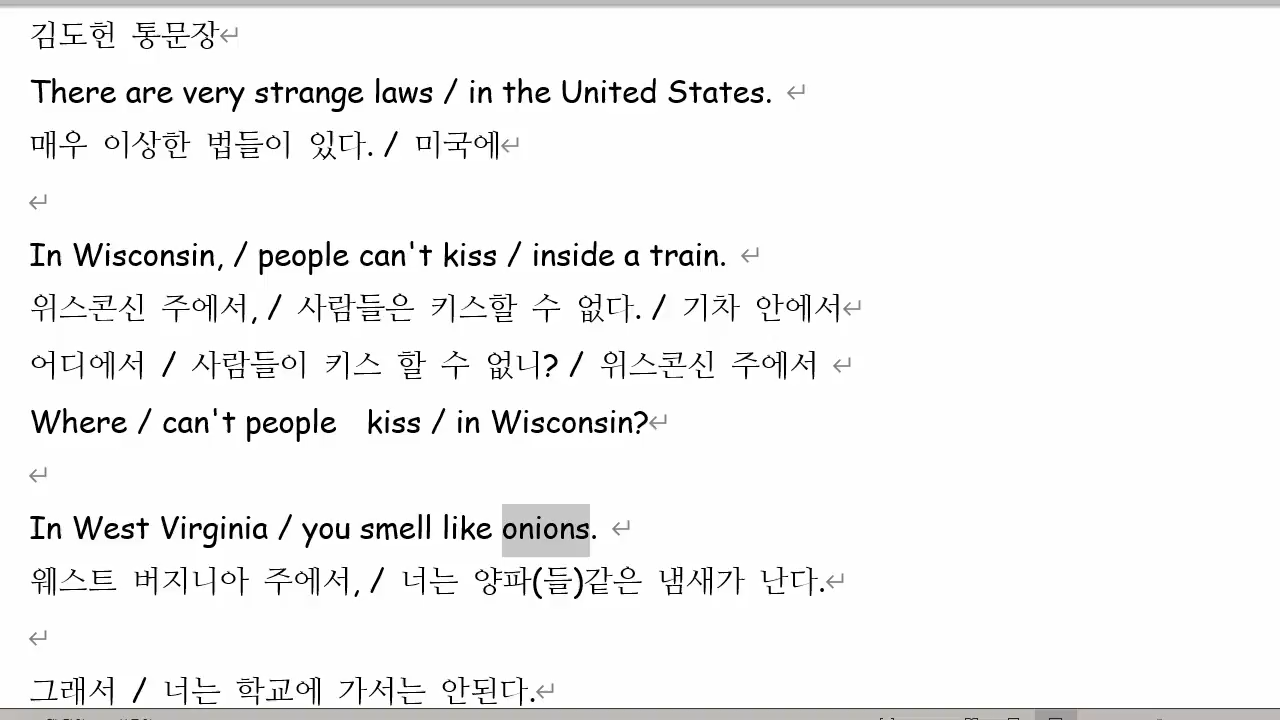 김도헌 통문장
There are very strange laws / in the United States.
매우 이상한 법들이 있다. / 미국에
In Wisconsin, / people can't kiss / inside a train.
위스콘신 주에서, / 사람들은 키스할 수 없다. / 기차 안에서
어디에서 / 사람들이 키스 할 수 없니? / 위스콘신 주에서
Where / can't people kiss / in Wisconsin?
In West Virginia / you smell like onions.
웨스트 버지니아 주에서, / 너는 양파(들)같은 냄새가 난다.
그래서 / 너는 학교에 가서는 안된다.